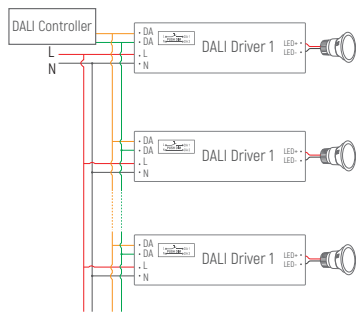 DALI Controller
L
N
DA
DA
L
N
DALI Driver 1
LED+
LED-
DA
DA
L
N
DALI Driver 1
LED+
LED-
DA
DA
L
N
DALI Driver 1
LED+
LED-